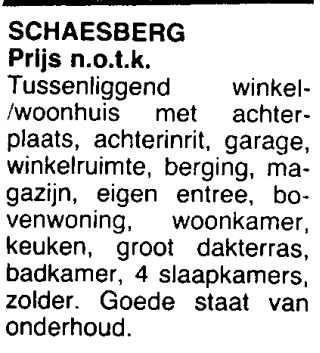 SCHAESBERG
Prijs n.o.t.k.
Tussenliggend winkel-
/woonhuis met achter-
plaats, achterinrit, garage,
winkelruimte, berging, ma-
gazijn, eigen entree, bo-
venwoning, woonkamer,
keuken, groot dakterras,
badkamer, 4 slaapkamers,
zolder. Goede staat van
onderhoud.